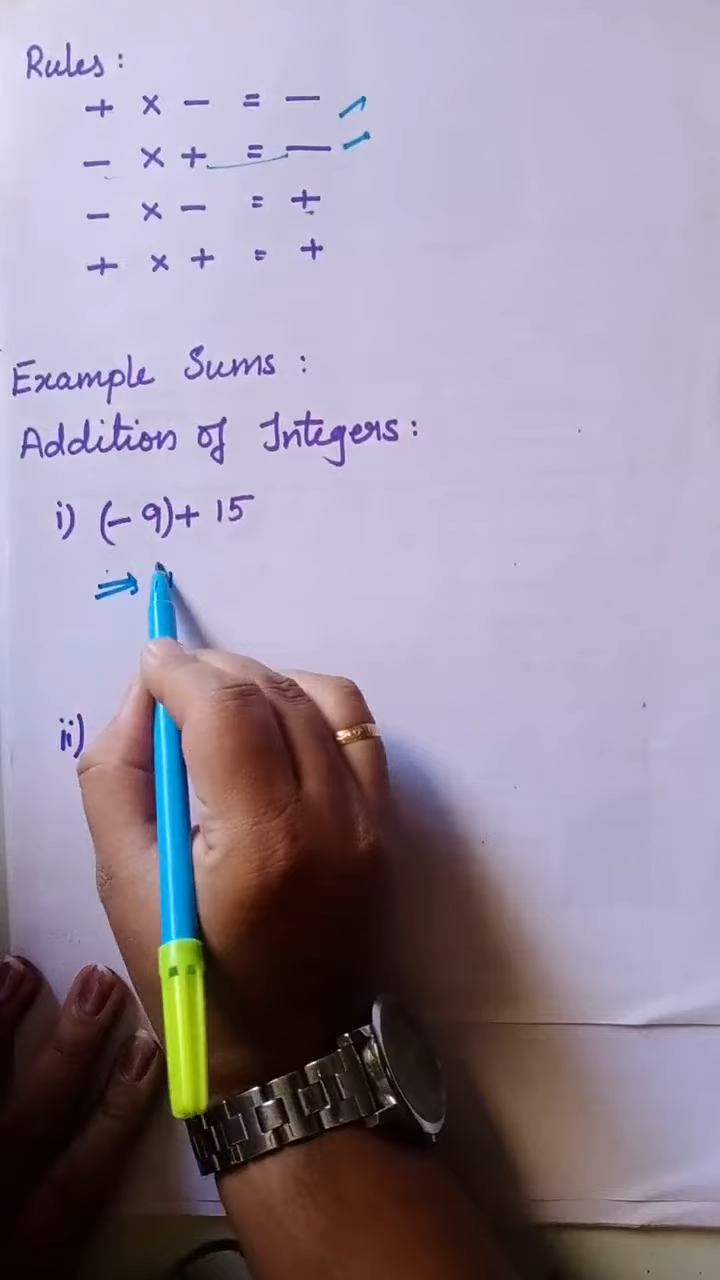 Rules :
+ × − = −
− × + = −
− × − = +
+ × + = +
Example Sums :
Addition of Integers :
i) (− 9) + 15
⇒
ii)